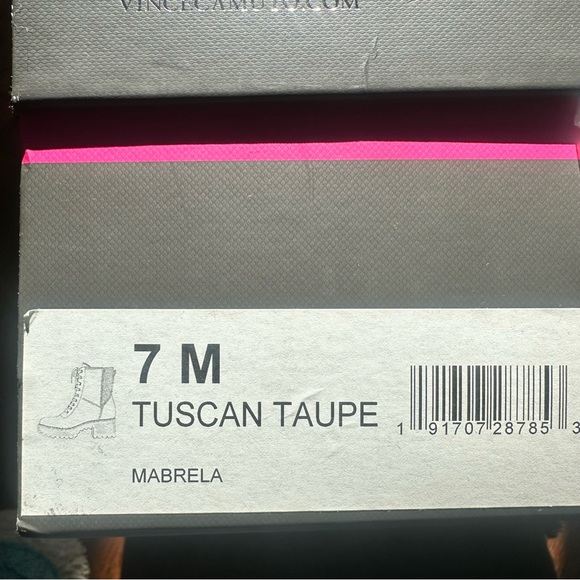 VINCECAMUTO.COM
7 M
TUSCAN TAUPE
1 91707 28785 3
MABRELA